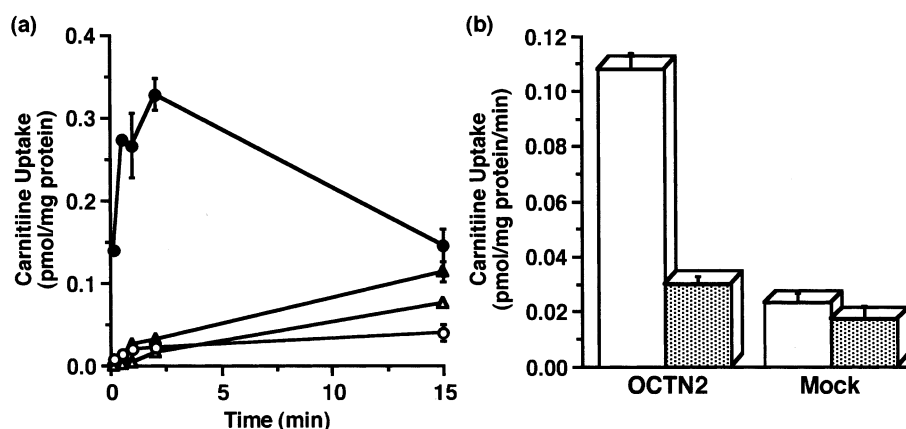 (a)
Carnitiine Uptake
(pmol/mg protein)
0.4
0.3
0.2
0.1
0.0
0
5
10
15
Time (min)
(b)
Carnitiine Uptake
(pmol/mg protein/min)
0.12
0.10
0.08
0.06
0.04
0.02
0.00
OCTN2
Mock